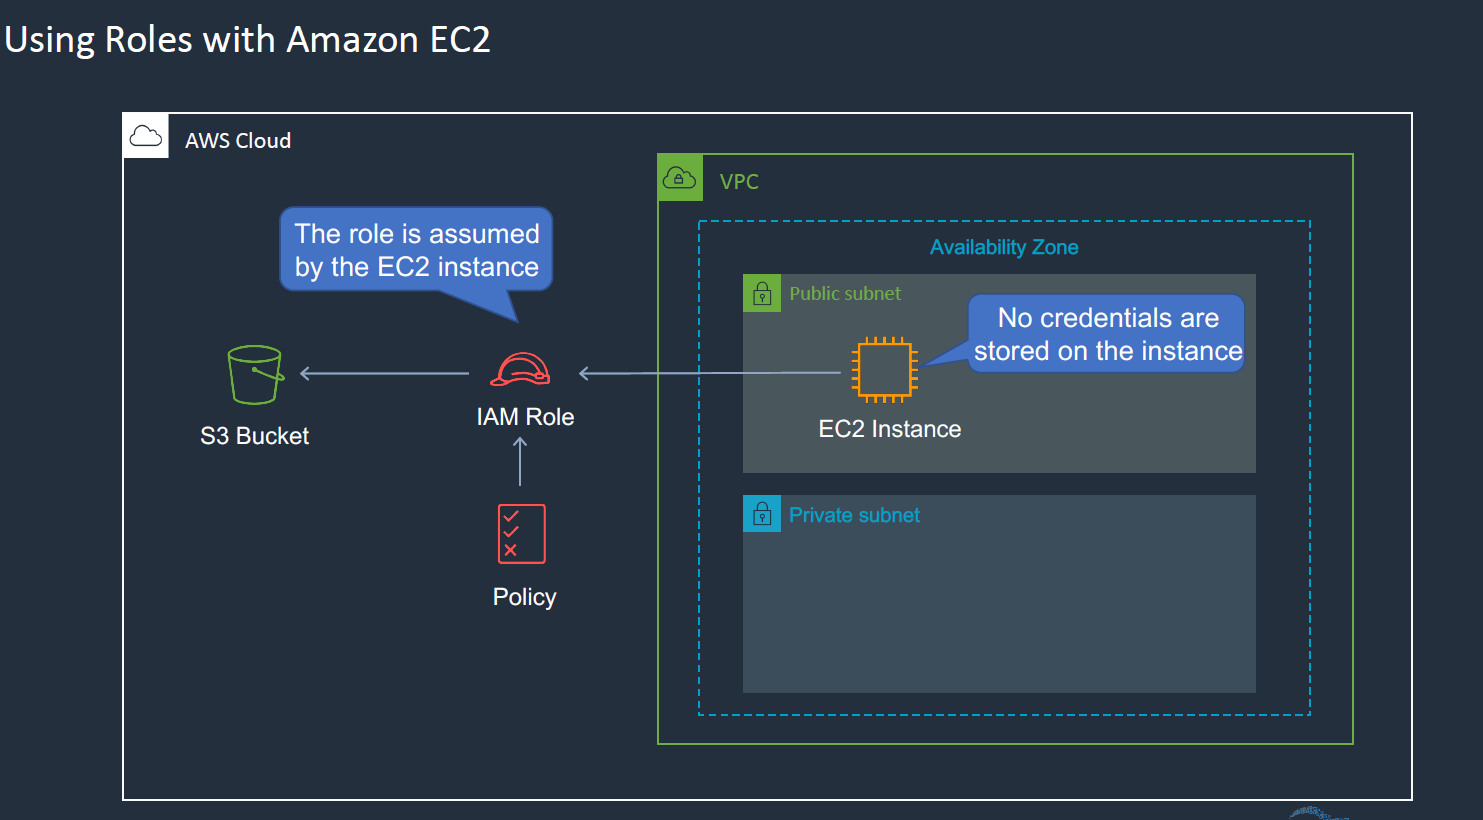 Using Roles with Amazon EC2
AWS Cloud
VPC
The role is assumed
by the EC2 instance
Availability Zone
Public subnet
No credentials are
stored on the instance
S3 Bucket
IAM Role
EC2 Instance
Private subnet
Policy